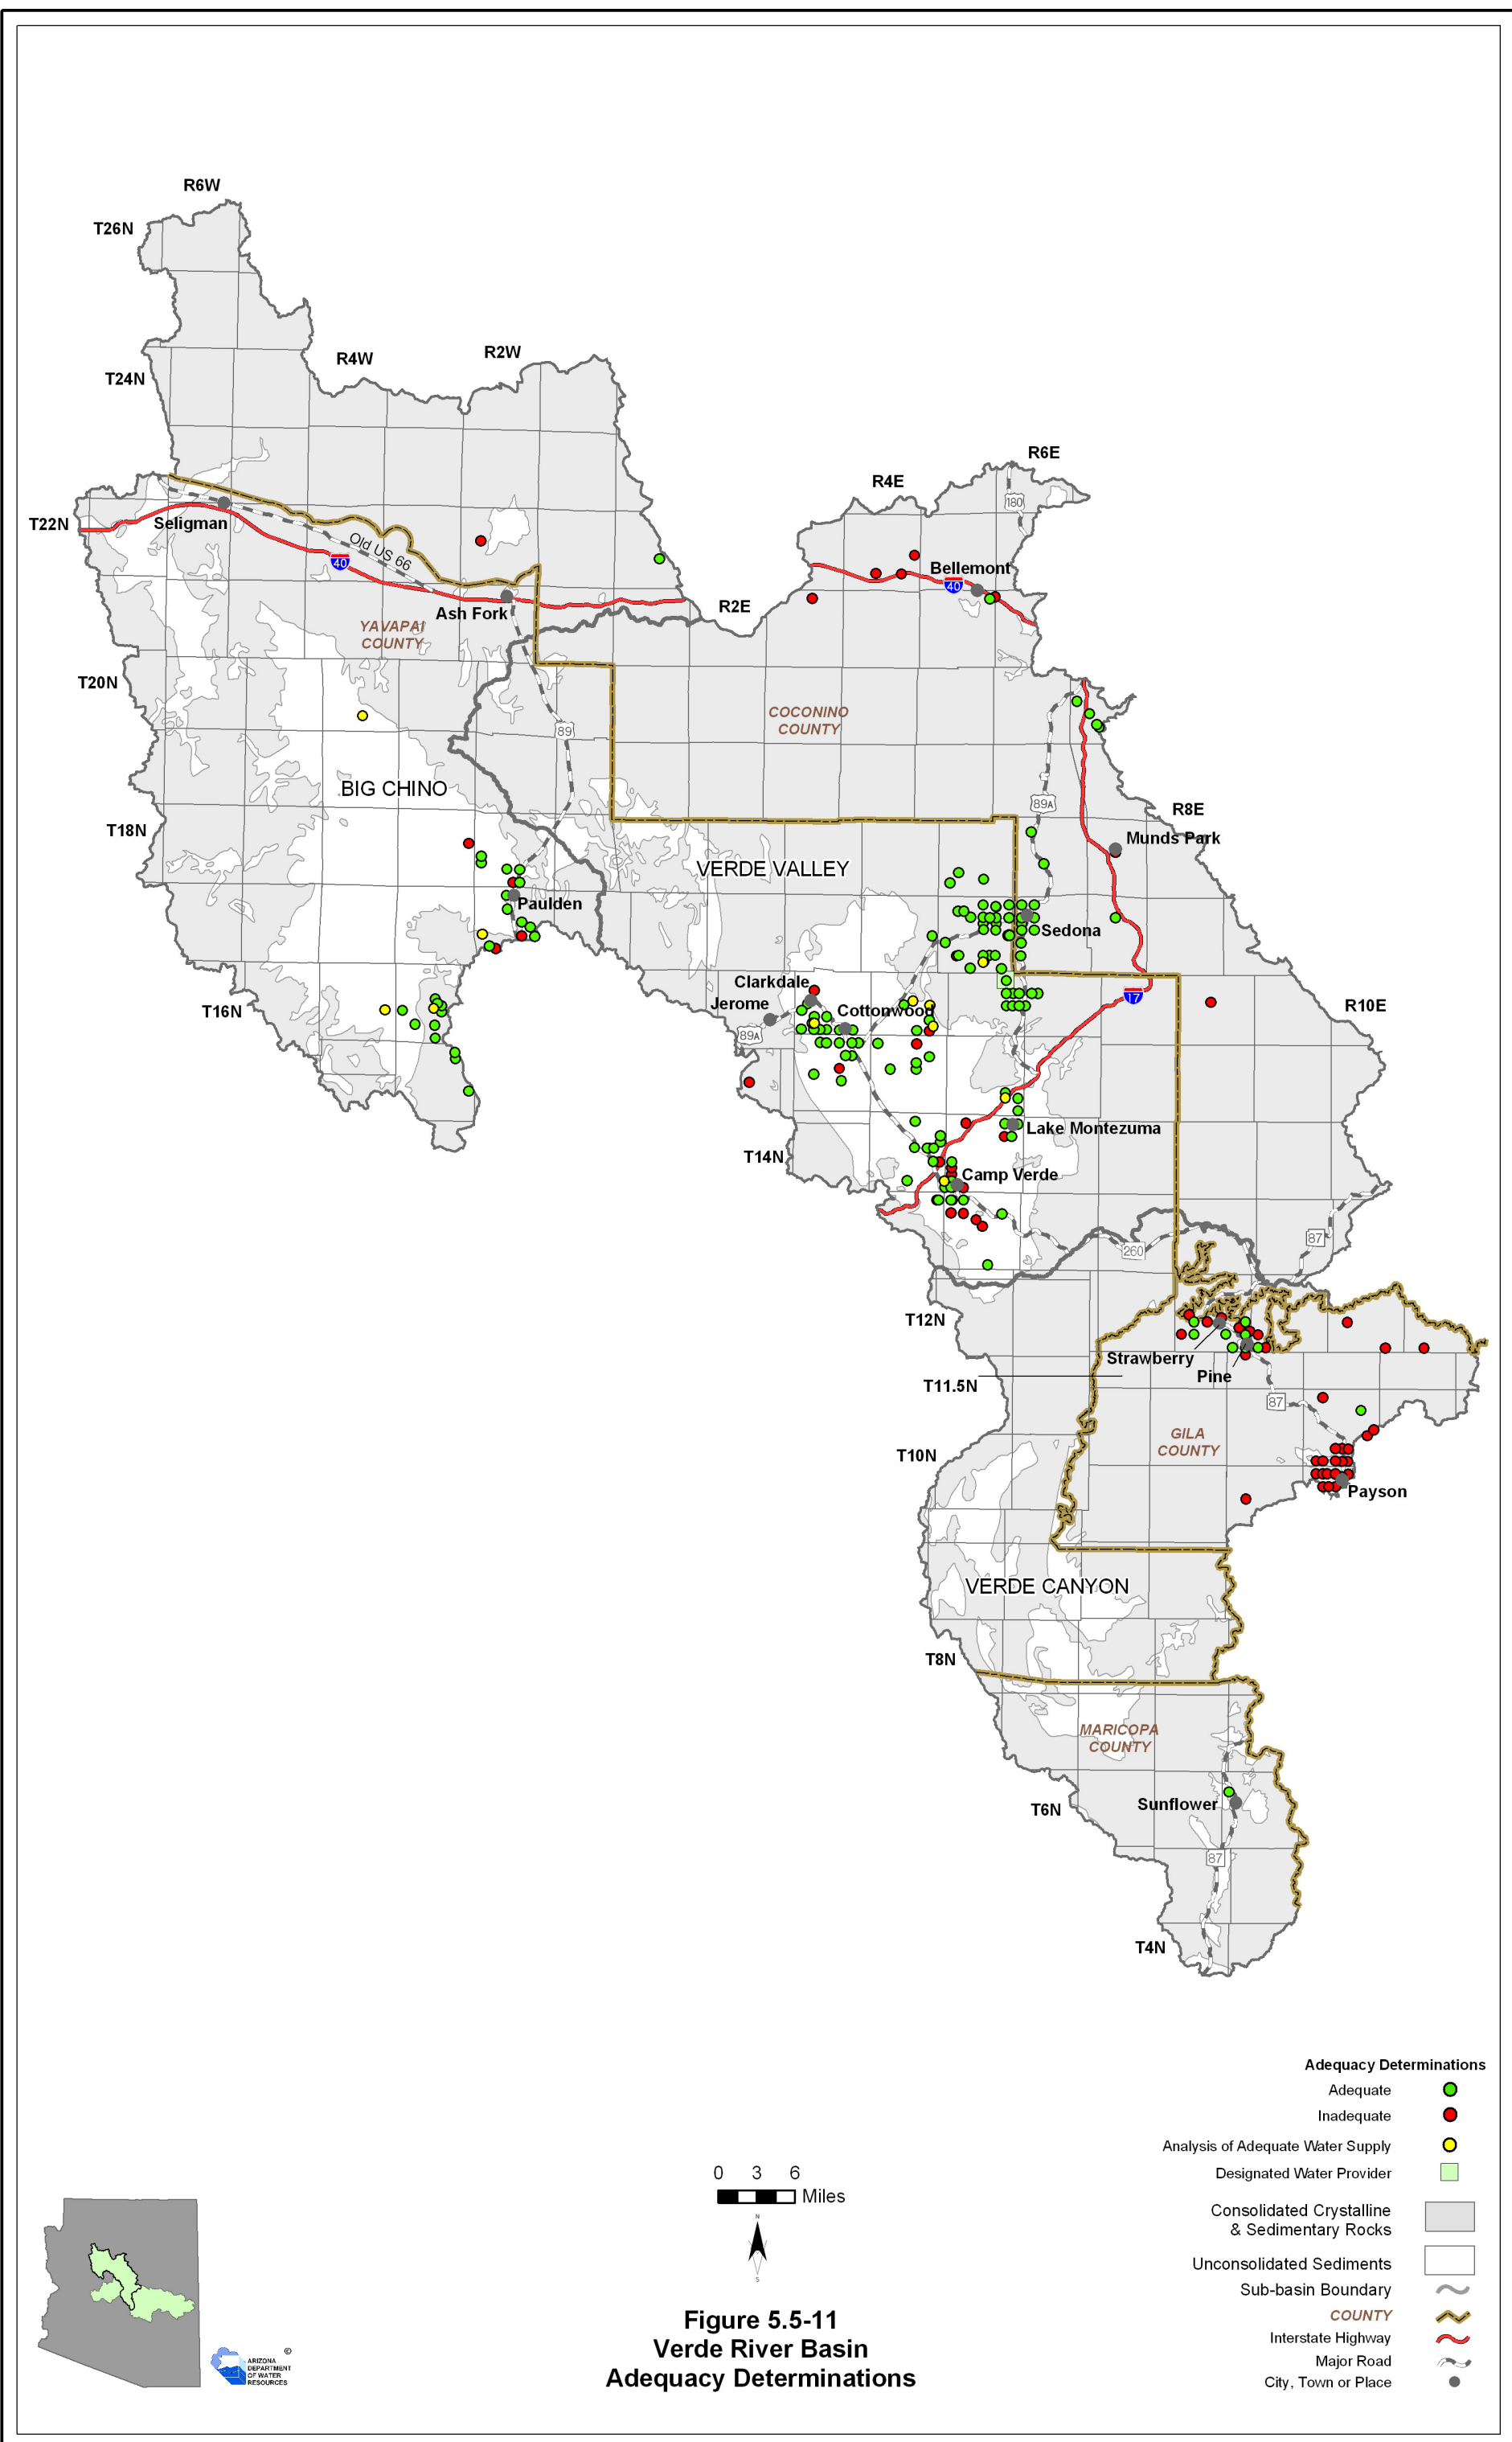 R6W
T26N
R4W
R2W
T24N
R6E
R4E
180
T22N
Seligman
Old US 66
40
Bellemont
40
Ash Fork
R2E
YAVAPAI
COUNTY
T20N
COCONINO
COUNTY
89
BIG CHINO
89A
R8E
T18N
Munds Park
VERDE VALLEY
Paulden
Sedona
Clarkdale
Jerome
Cottonwood
17
R10E
T16N
89A
Lake Montezuma
T14N
Camp Verde
87
260
T12N
Strawberry
Pine
T11.5N
87
GILA
COUNTY
T10N
Payson
VERDE CANYON
T8N
MARICOPA
COUNTY
Sunflower
T6N
87
T4N
Adequacy Determinations
Adequate
Inadequate
Analysis of Adequate Water Supply
Designated Water Provider
Consolidated Crystalline
& Sedimentary Rocks
Unconsolidated Sediments
Sub-basin Boundary
COUNTY
Interstate Highway
Major Road
City, Town or Place
0 3 6
Miles
N
S
ARIZONA
DEPARTMENT
OF WATER
RESOURCES
©
Figure 5.5-11
Verde River Basin
Adequacy Determinations